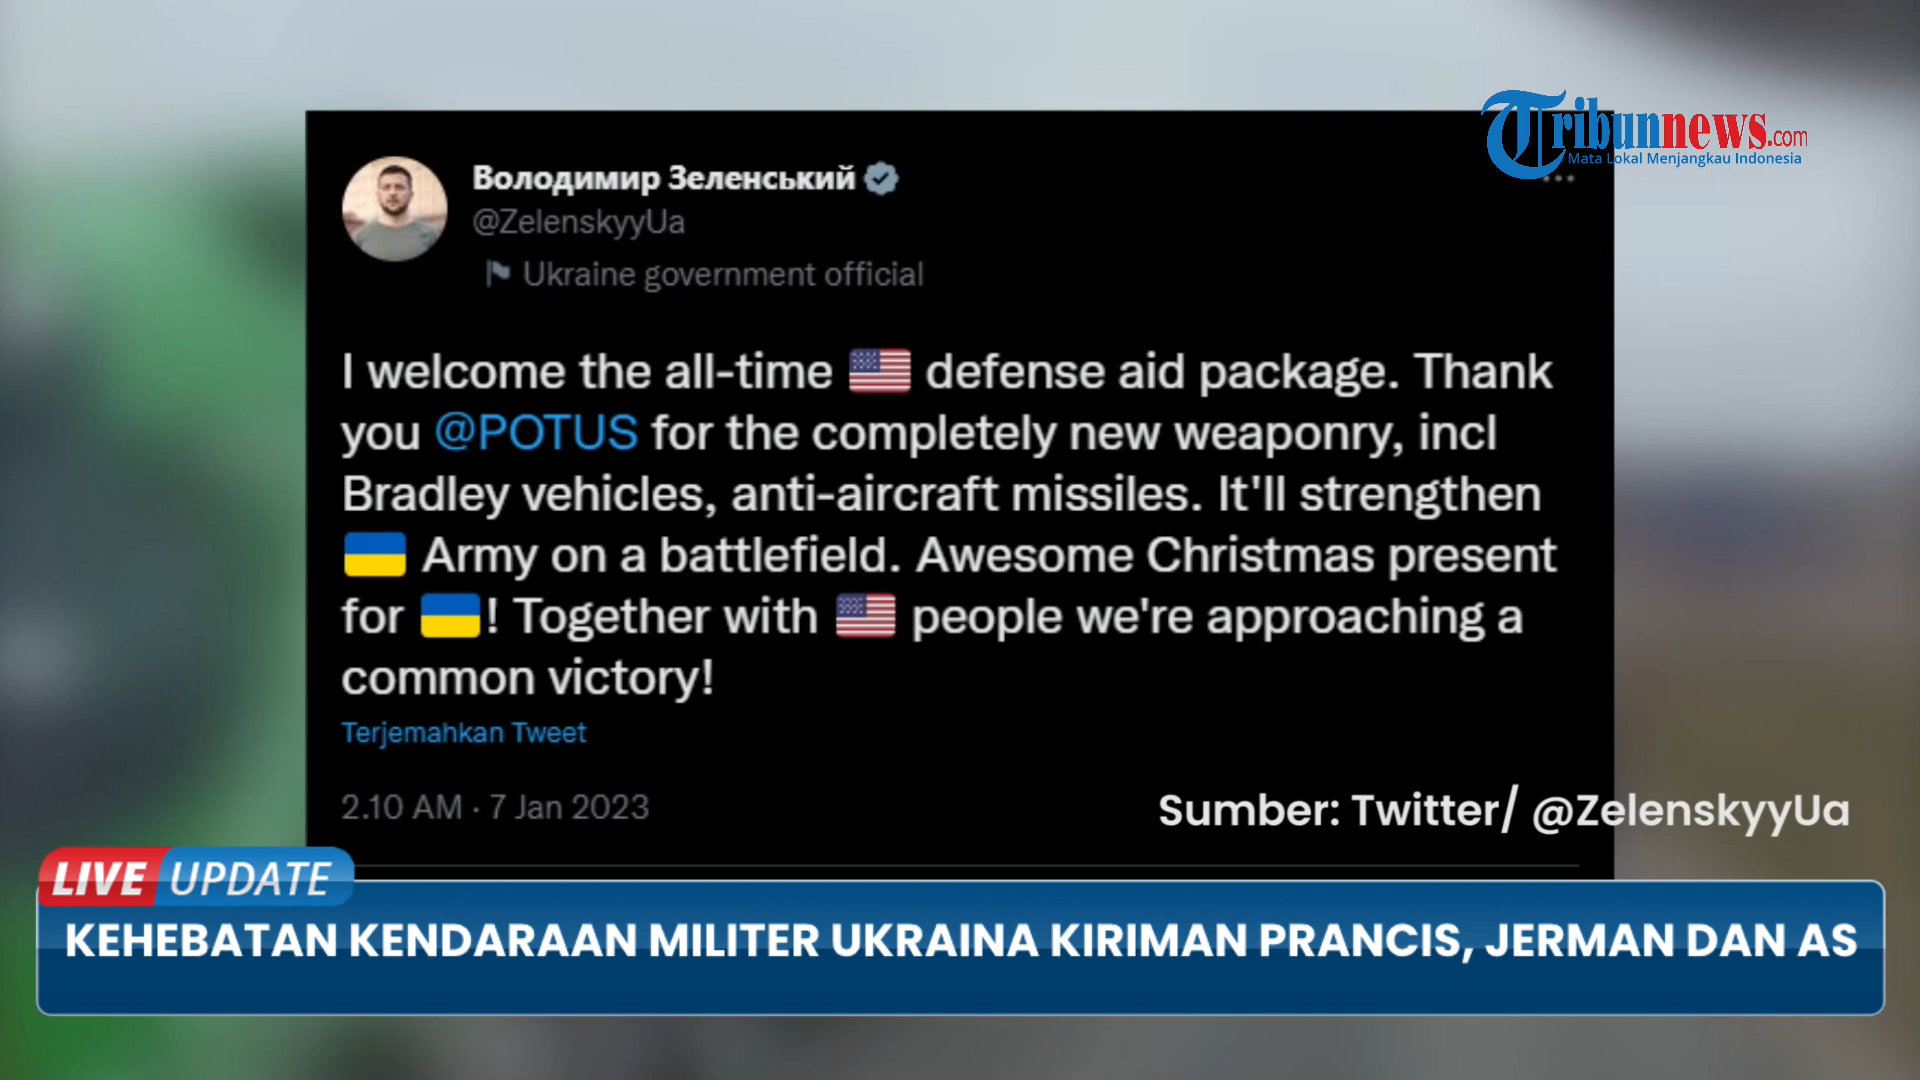 Tribunnews.com
Mata Lokal Menjangkau Indonesia
Володимир Зеленський
@ZelenskyyUa
Ukraine government official
I welcome the all-time 🇺🇸 defense aid package. Thank
you @POTUS for the completely new weaponry, incl
Bradley vehicles, anti-aircraft missiles. It'll strengthen
🇺🇦 Army on a battlefield. Awesome Christmas present
for 🇺🇦! Together with 🇺🇸 people we're approaching a
common victory!
Terjemahkan Tweet
2.10 AM · 7 Jan 2023
Sumber: Twitter/ @ZelenskyyUa
LIVE UPDATE
KEHEBATAN KENDARAAN MILITER UKRAINA KIRIMAN PRANCIS, JERMAN DAN AS